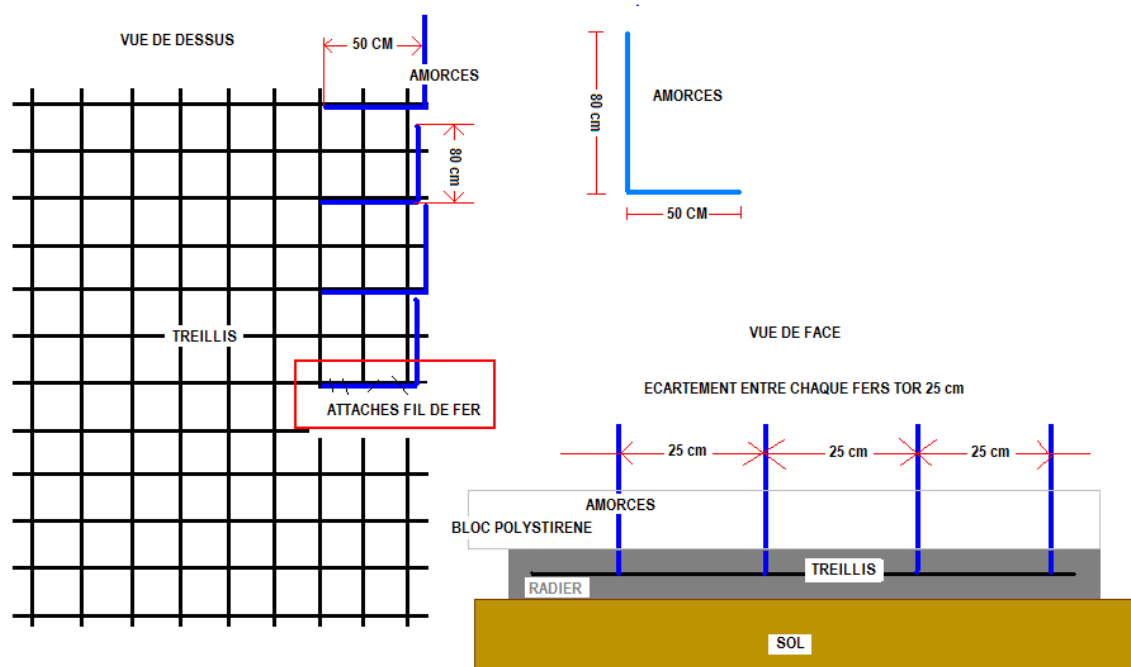 VUE DE DESSUS
50 CM
AMORCES
80 cm
TREILLIS
ATTACHES FIL DE FER
80 cm
AMORCES
50 CM
VUE DE FACE
ECARTEMENT ENTRE CHAQUE FERS TOR 25 cm
25 cm
25 cm
25 cm
AMORCES
BLOC POLYSTIRENE
TREILLIS
RADIER
SOL